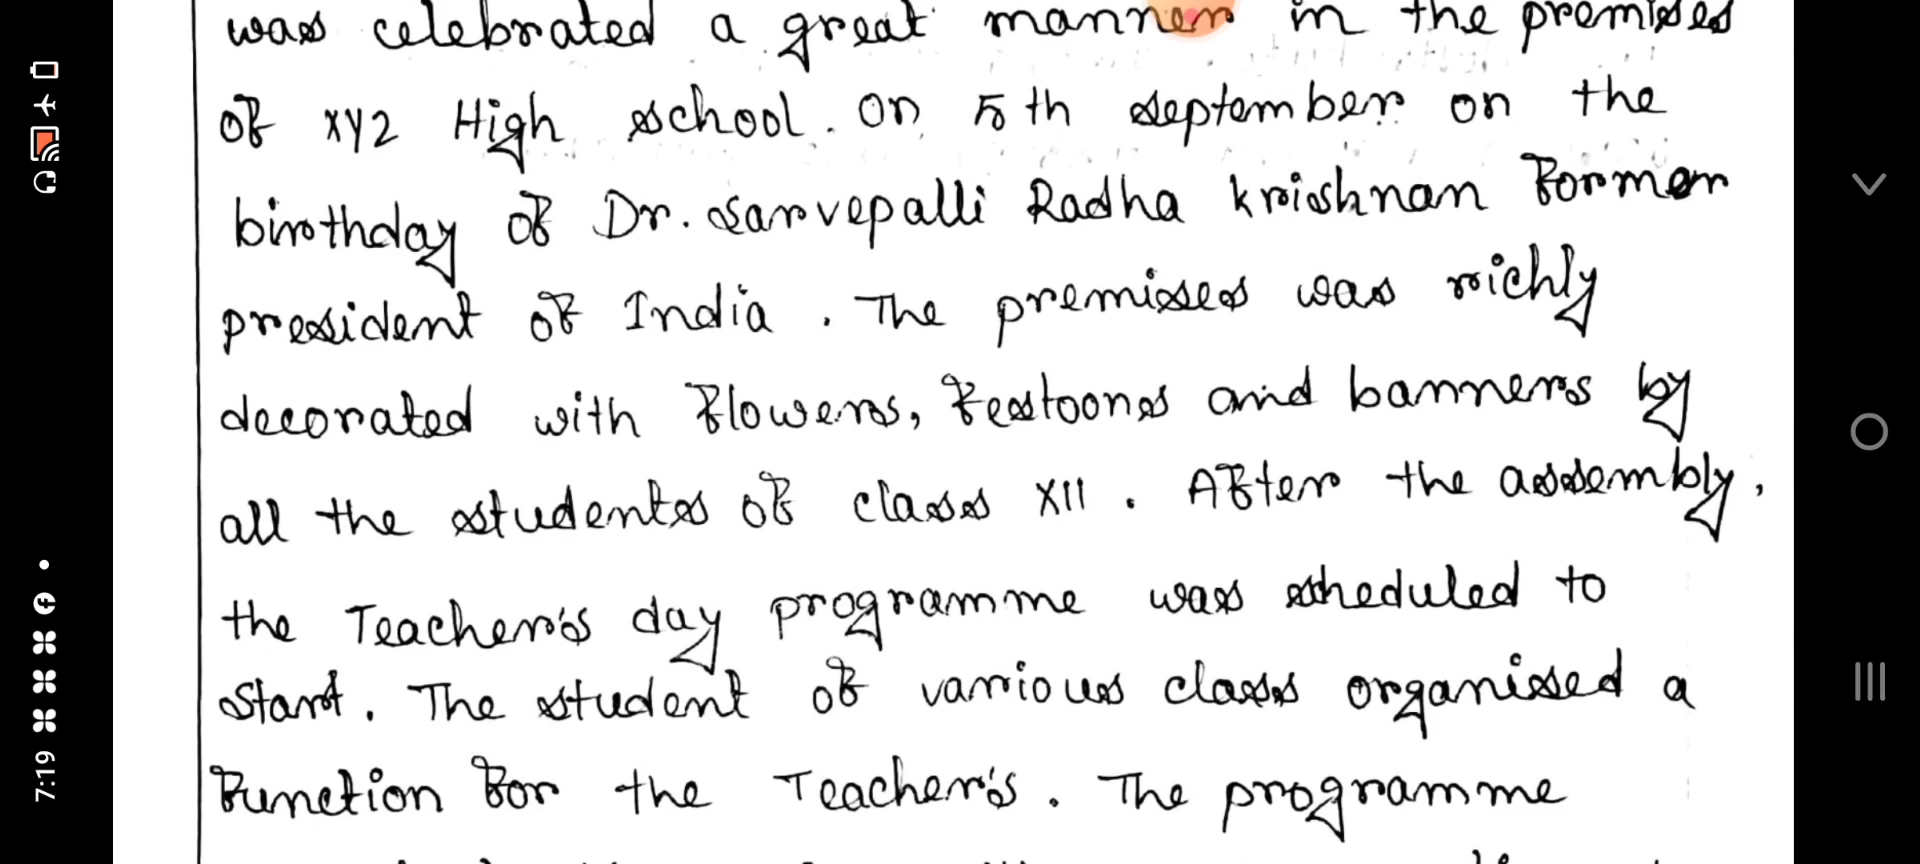 was celebrated a great manner in the premises
of XYZ High school. On 5th september on the
birthday of Dr. Sarvepalli Radha krishnan Former
president of India. The premises was richly
decorated with Flowers, Festoons and banners by
all the students of class XII. After the assembly,
the Teacher's day programme was sheduled to
start. The student of various class organised a
Function For the Teacher's. The programme
7:19